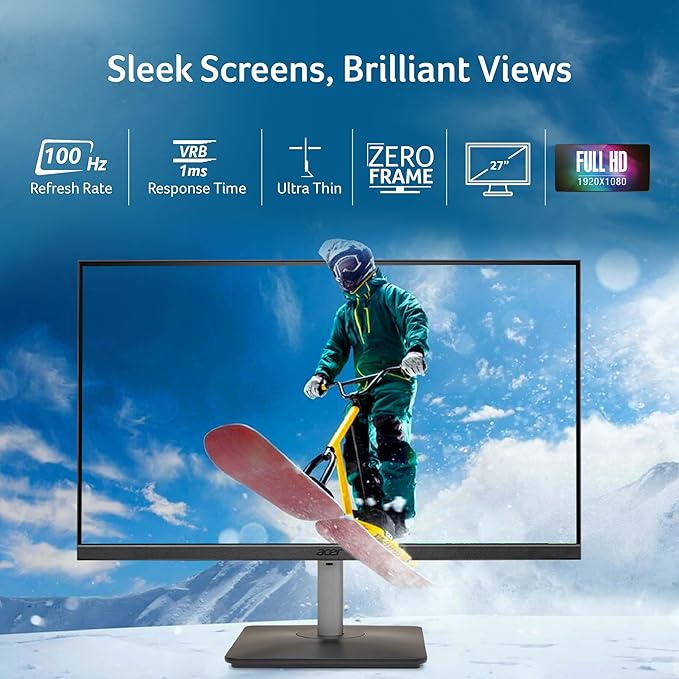 Sleek Screens, Brilliant Views
100 Hz
Refresh Rate
VRB
1ms
Response Time
Ultra Thin
ZERO
FRAME
27"
FULL HD
1920X1080
acer